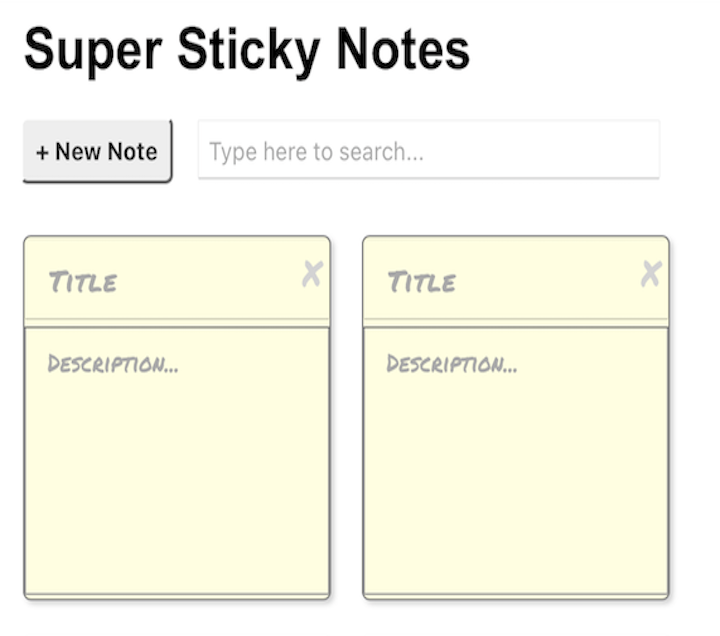 Super Sticky Notes
+ New Note
Type here to search...
Title
x
Title
x
Description...
Description...